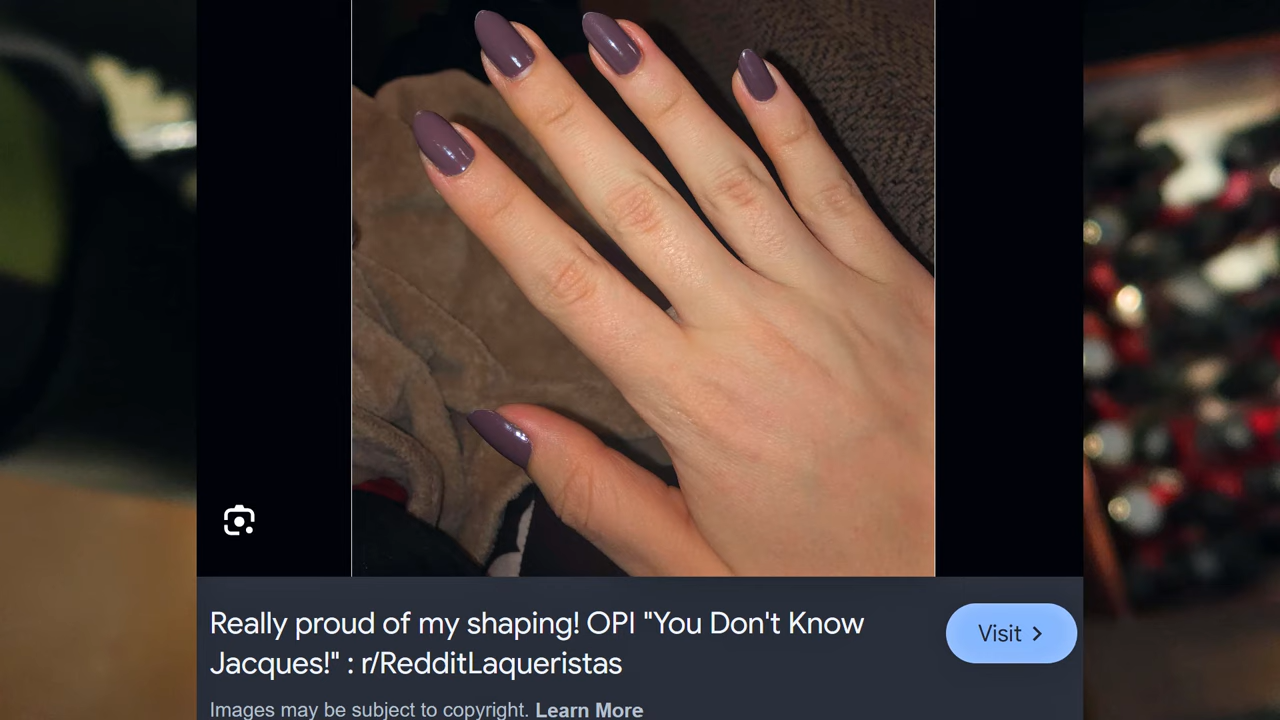 Really proud of my shaping! OPI "You Don't Know
Jacques!" : r/RedditLaqueristas
Visit
Images may be subject to copyright. Learn More